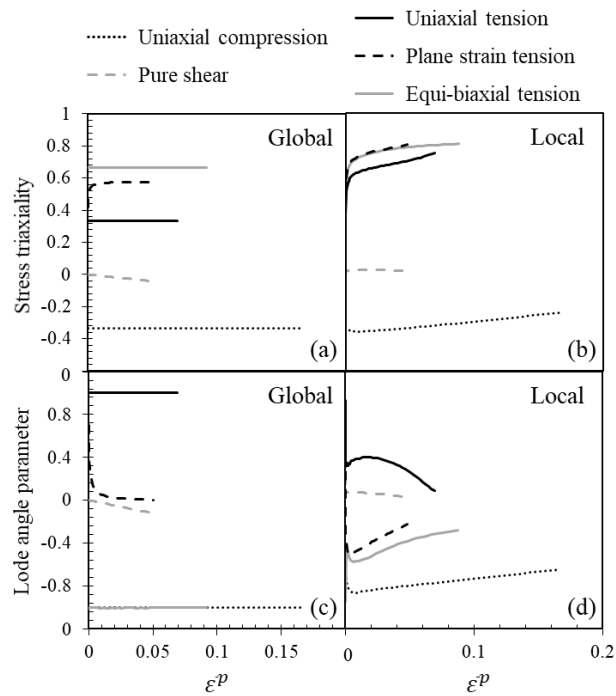 Uniaxial compression
Pure shear
Uniaxial tension
Plane strain tension
Equi-biaxial tension
Stress triaxiality
1
0.8
0.6
0.4
0.2
0
-0.2
-0.4
0
Global
(a)
Local
(b)
Lode angle parameter
0.8
0.4
0
-0.4
-0.8
0
Global
(c)
Local
(d)
0 0.05 0.1 0.15
0 0.1 0.2
εᵖ εᵖ